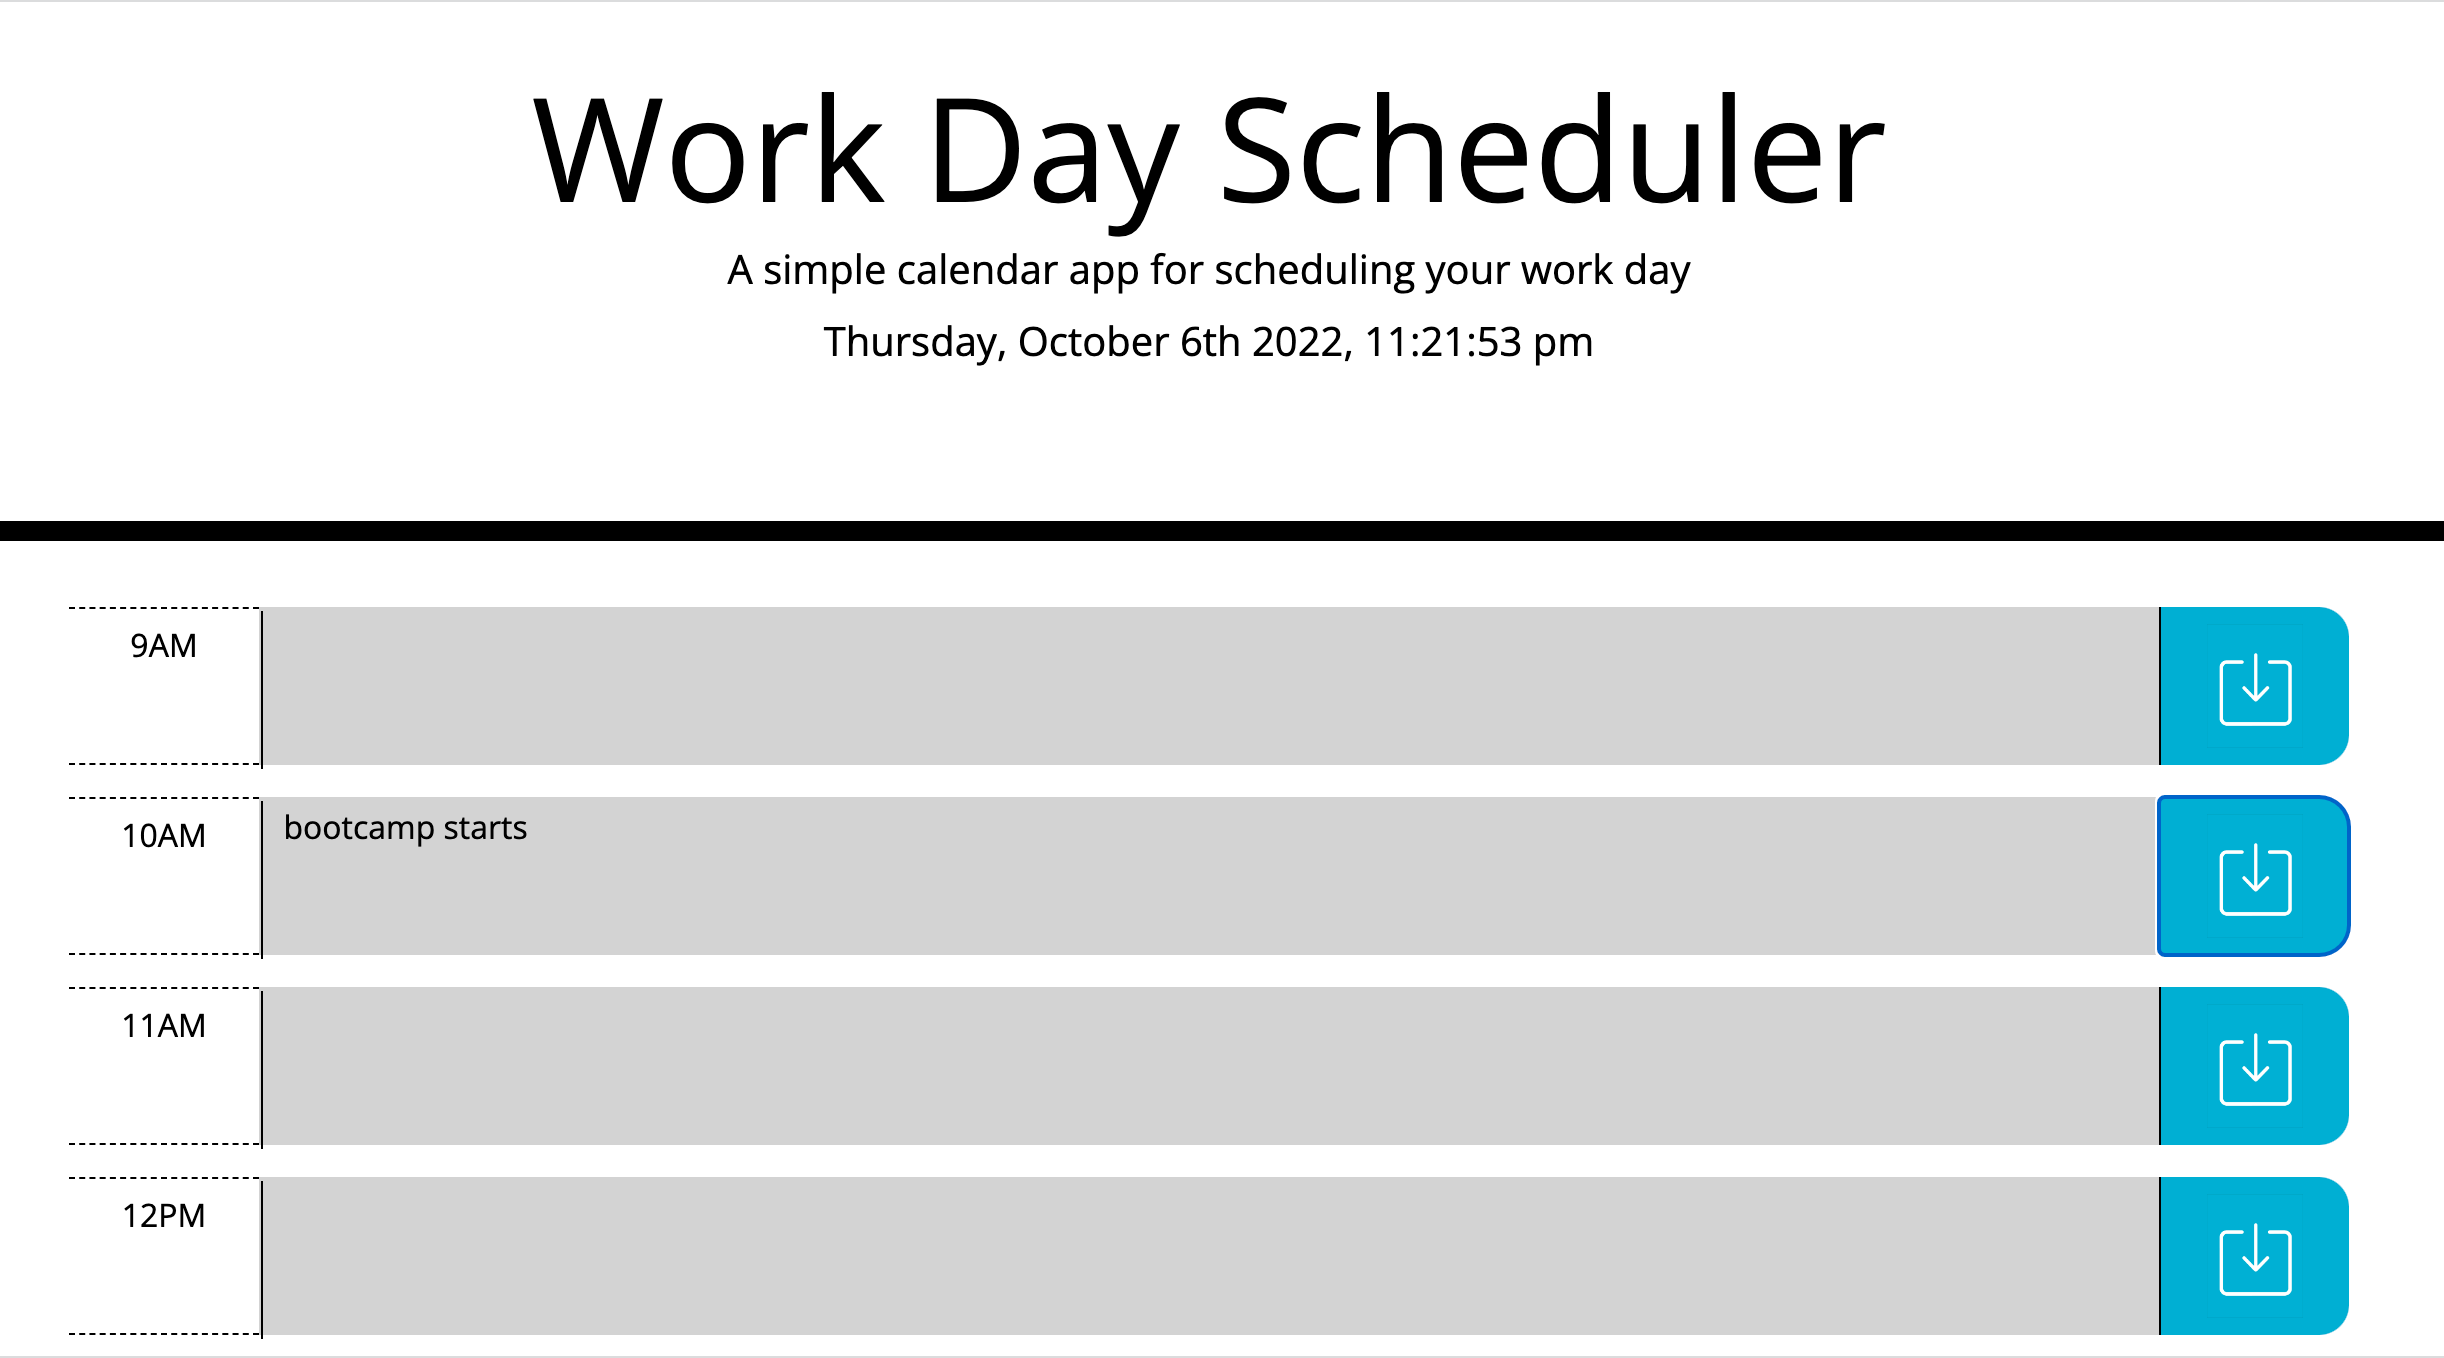 Work Day Scheduler
A simple calendar app for scheduling your work day
Thursday, October 6th 2022, 11:21:53 pm
9AM
10AM
bootcamp starts
11AM
12PM